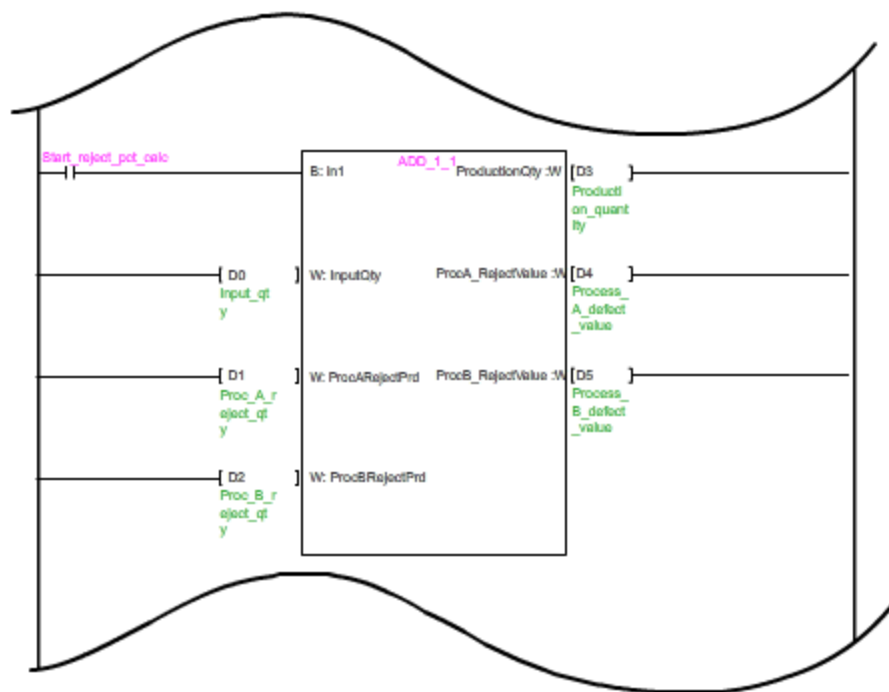 Start_reject_pct_calc
ADD_1_1
B: In1
ProductionQty :W
[D3 ]
Producti
on_quant
ity
[ D0 ]
Input_qt
y
W: InputQty
ProcA_RejectValue :W
[D4 ]
Process_
A_defect
_value
[ D1 ]
Proc_A_r
eject_qt
y
W: ProcARejectPrd
ProcB_RejectValue :W
[D5 ]
Process_
B_defect
_value
[ D2 ]
Proc_B_r
eject_qt
y
W: ProcBRejectPrd